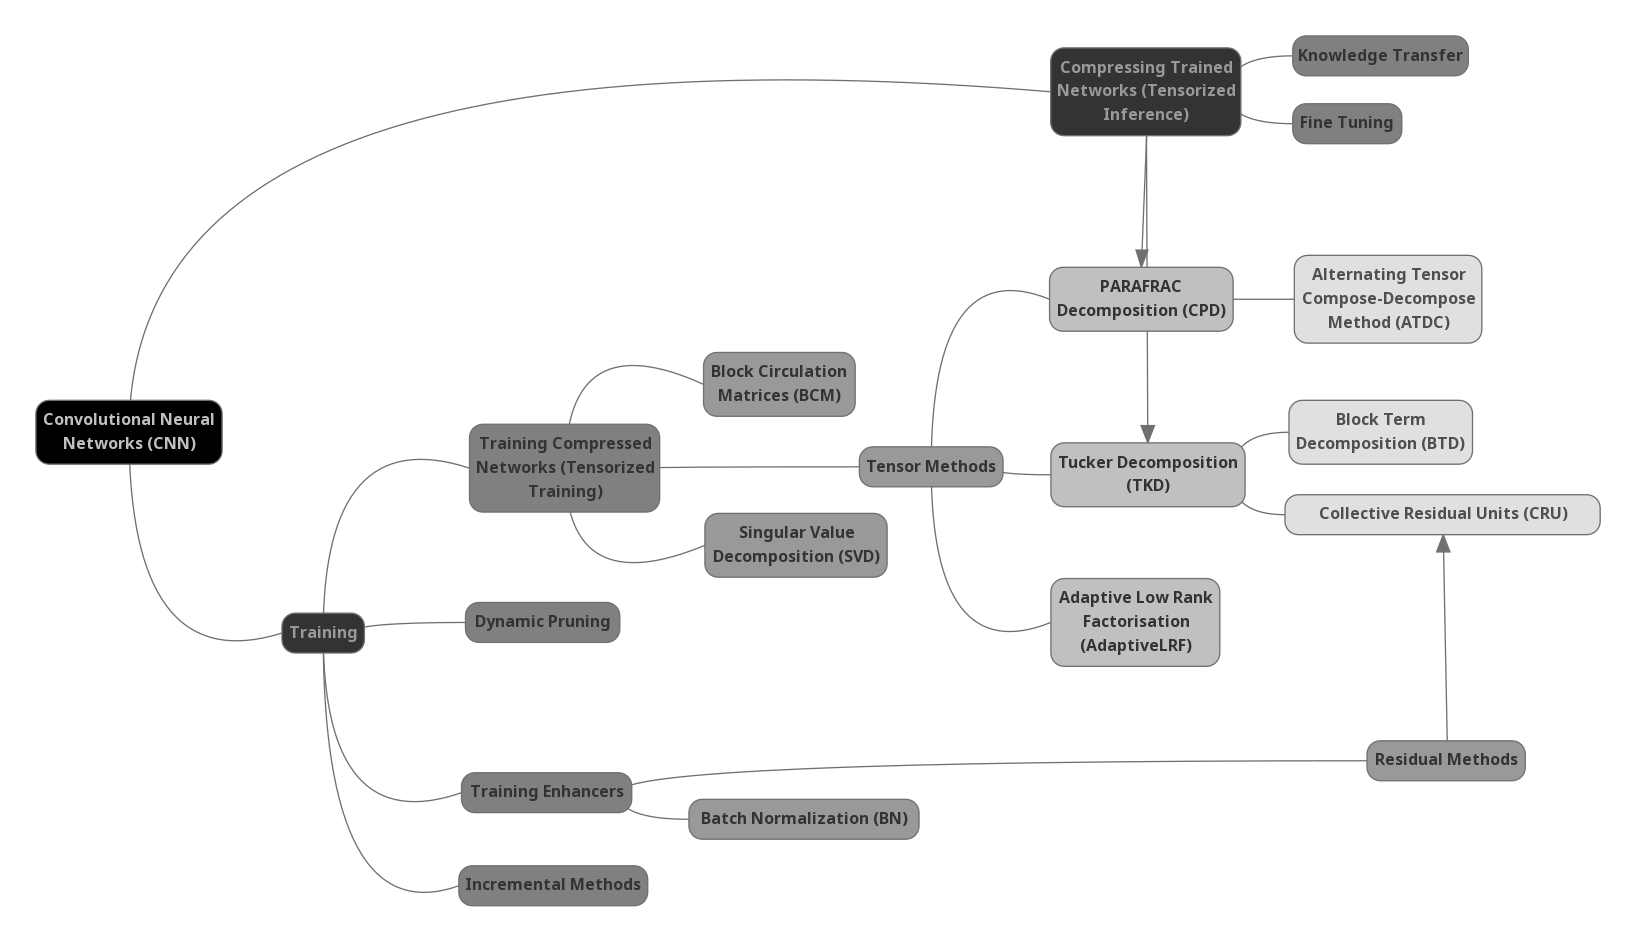 Compressing Trained
Networks (Tensorized
Inference)
Knowledge Transfer
Fine Tuning
PARAFRAC
Decomposition (CPD)
Alternating Tensor
Compose-Decompose
Method (ATDC)
Block Circulation
Matrices (BCM)
Convolutional Neural
Networks (CNN)
Training Compressed
Networks (Tensorized
Training)
Tensor Methods
Tucker Decomposition
(TKD)
Block Term
Decomposition (BTD)
Collective Residual Units (CRU)
Singular Value
Decomposition (SVD)
Adaptive Low Rank
Factorisation
(AdaptiveLRF)
Training
Dynamic Pruning
Residual Methods
Training Enhancers
Batch Normalization (BN)
Incremental Methods